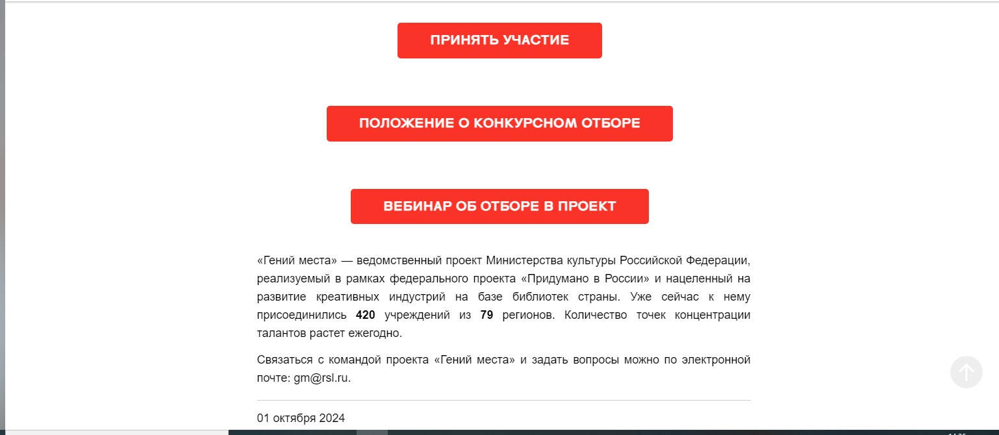 ПРИНЯТЬ УЧАСТИЕ
ПОЛОЖЕНИЕ О КОНКУРСНОМ ОТБОРЕ
ВЕБИНАР ОБ ОТБОРЕ В ПРОЕКТ
«Гений места» — ведомственный проект Министерства культуры Российской Федерации,
реализуемый в рамках федерального проекта «Придумано в России» и нацеленный на
развитие креативных индустрий на базе библиотек страны. Уже сейчас к нему
присоединились 420 учреждений из 79 регионов. Количество точек концентрации
талантов растет ежегодно.
Связаться с командой проекта «Гений места» и задать вопросы можно по электронной
почте: gm@rsl.ru.
01 октября 2024